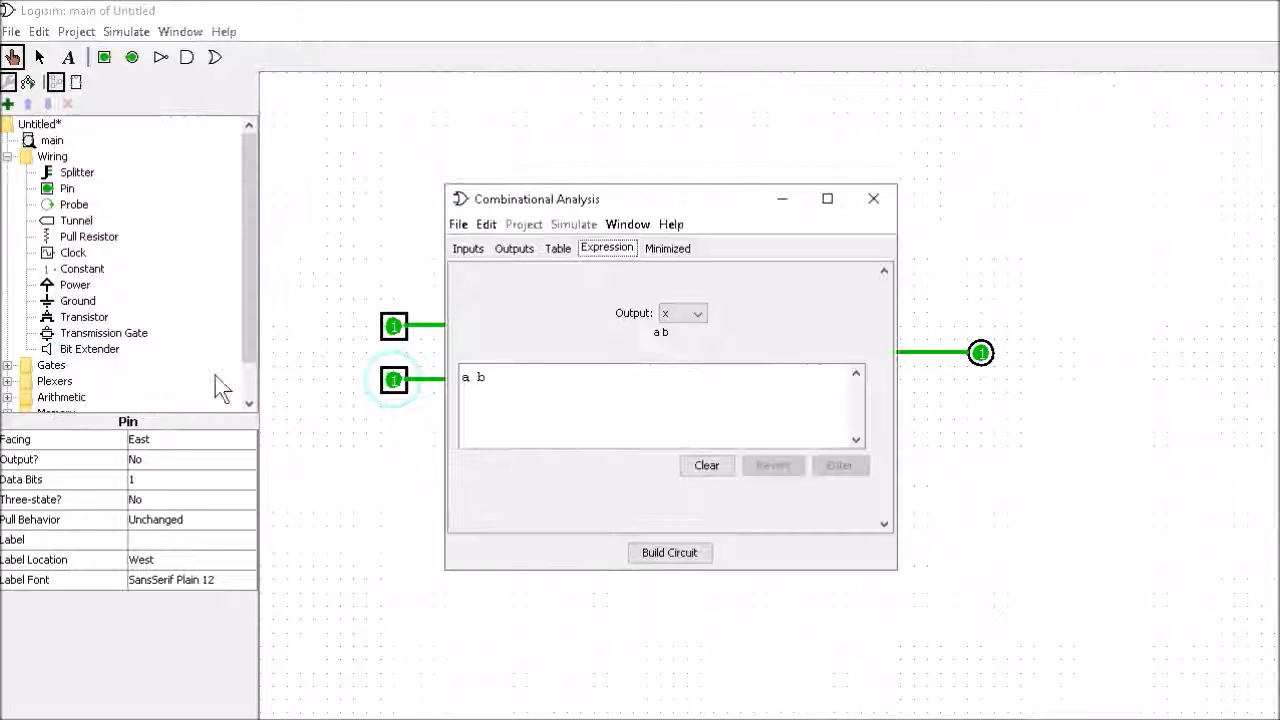 Logisim: main of Untitled
File Edit Project Simulate Window Help
A
Untitled*
main
Wiring
Splitter
Pin
Probe
Tunnel
Pull Resistor
Clock
1 Constant
Power
Ground
Transistor
Transmission Gate
Bit Extender
Gates
Plexers
Arithmetic
Pin
Facing East
Output? No
Data Bits 1
Three-state? No
Pull Behavior Unchanged
Label
Label Location West
Label Font SansSerif Plain 12
Combinational Analysis
File Edit Project Simulate Window Help
Inputs Outputs Table Expression Minimized
Output: x
a b
a b
Clear Revert Enter
Build Circuit
1
1
1